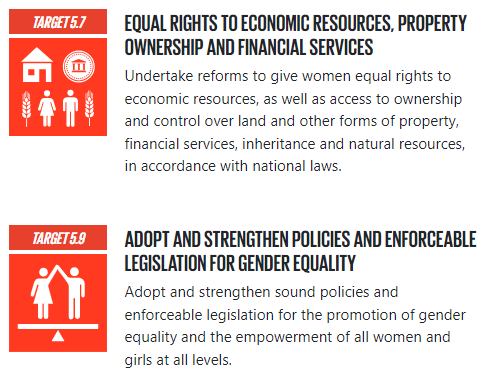 TARGET 5.7
EQUAL RIGHTS TO ECONOMIC RESOURCES, PROPERTY
OWNERSHIP AND FINANCIAL SERVICES
Undertake reforms to give women equal rights to
economic resources, as well as access to ownership
and control over land and other forms of property,
financial services, inheritance and natural resources,
in accordance with national laws.
TARGET 5.9
ADOPT AND STRENGTHEN POLICIES AND ENFORCEABLE
LEGISLATION FOR GENDER EQUALITY
Adopt and strengthen sound policies and
enforceable legislation for the promotion of gender
equality and the empowerment of all women and
girls at all levels.